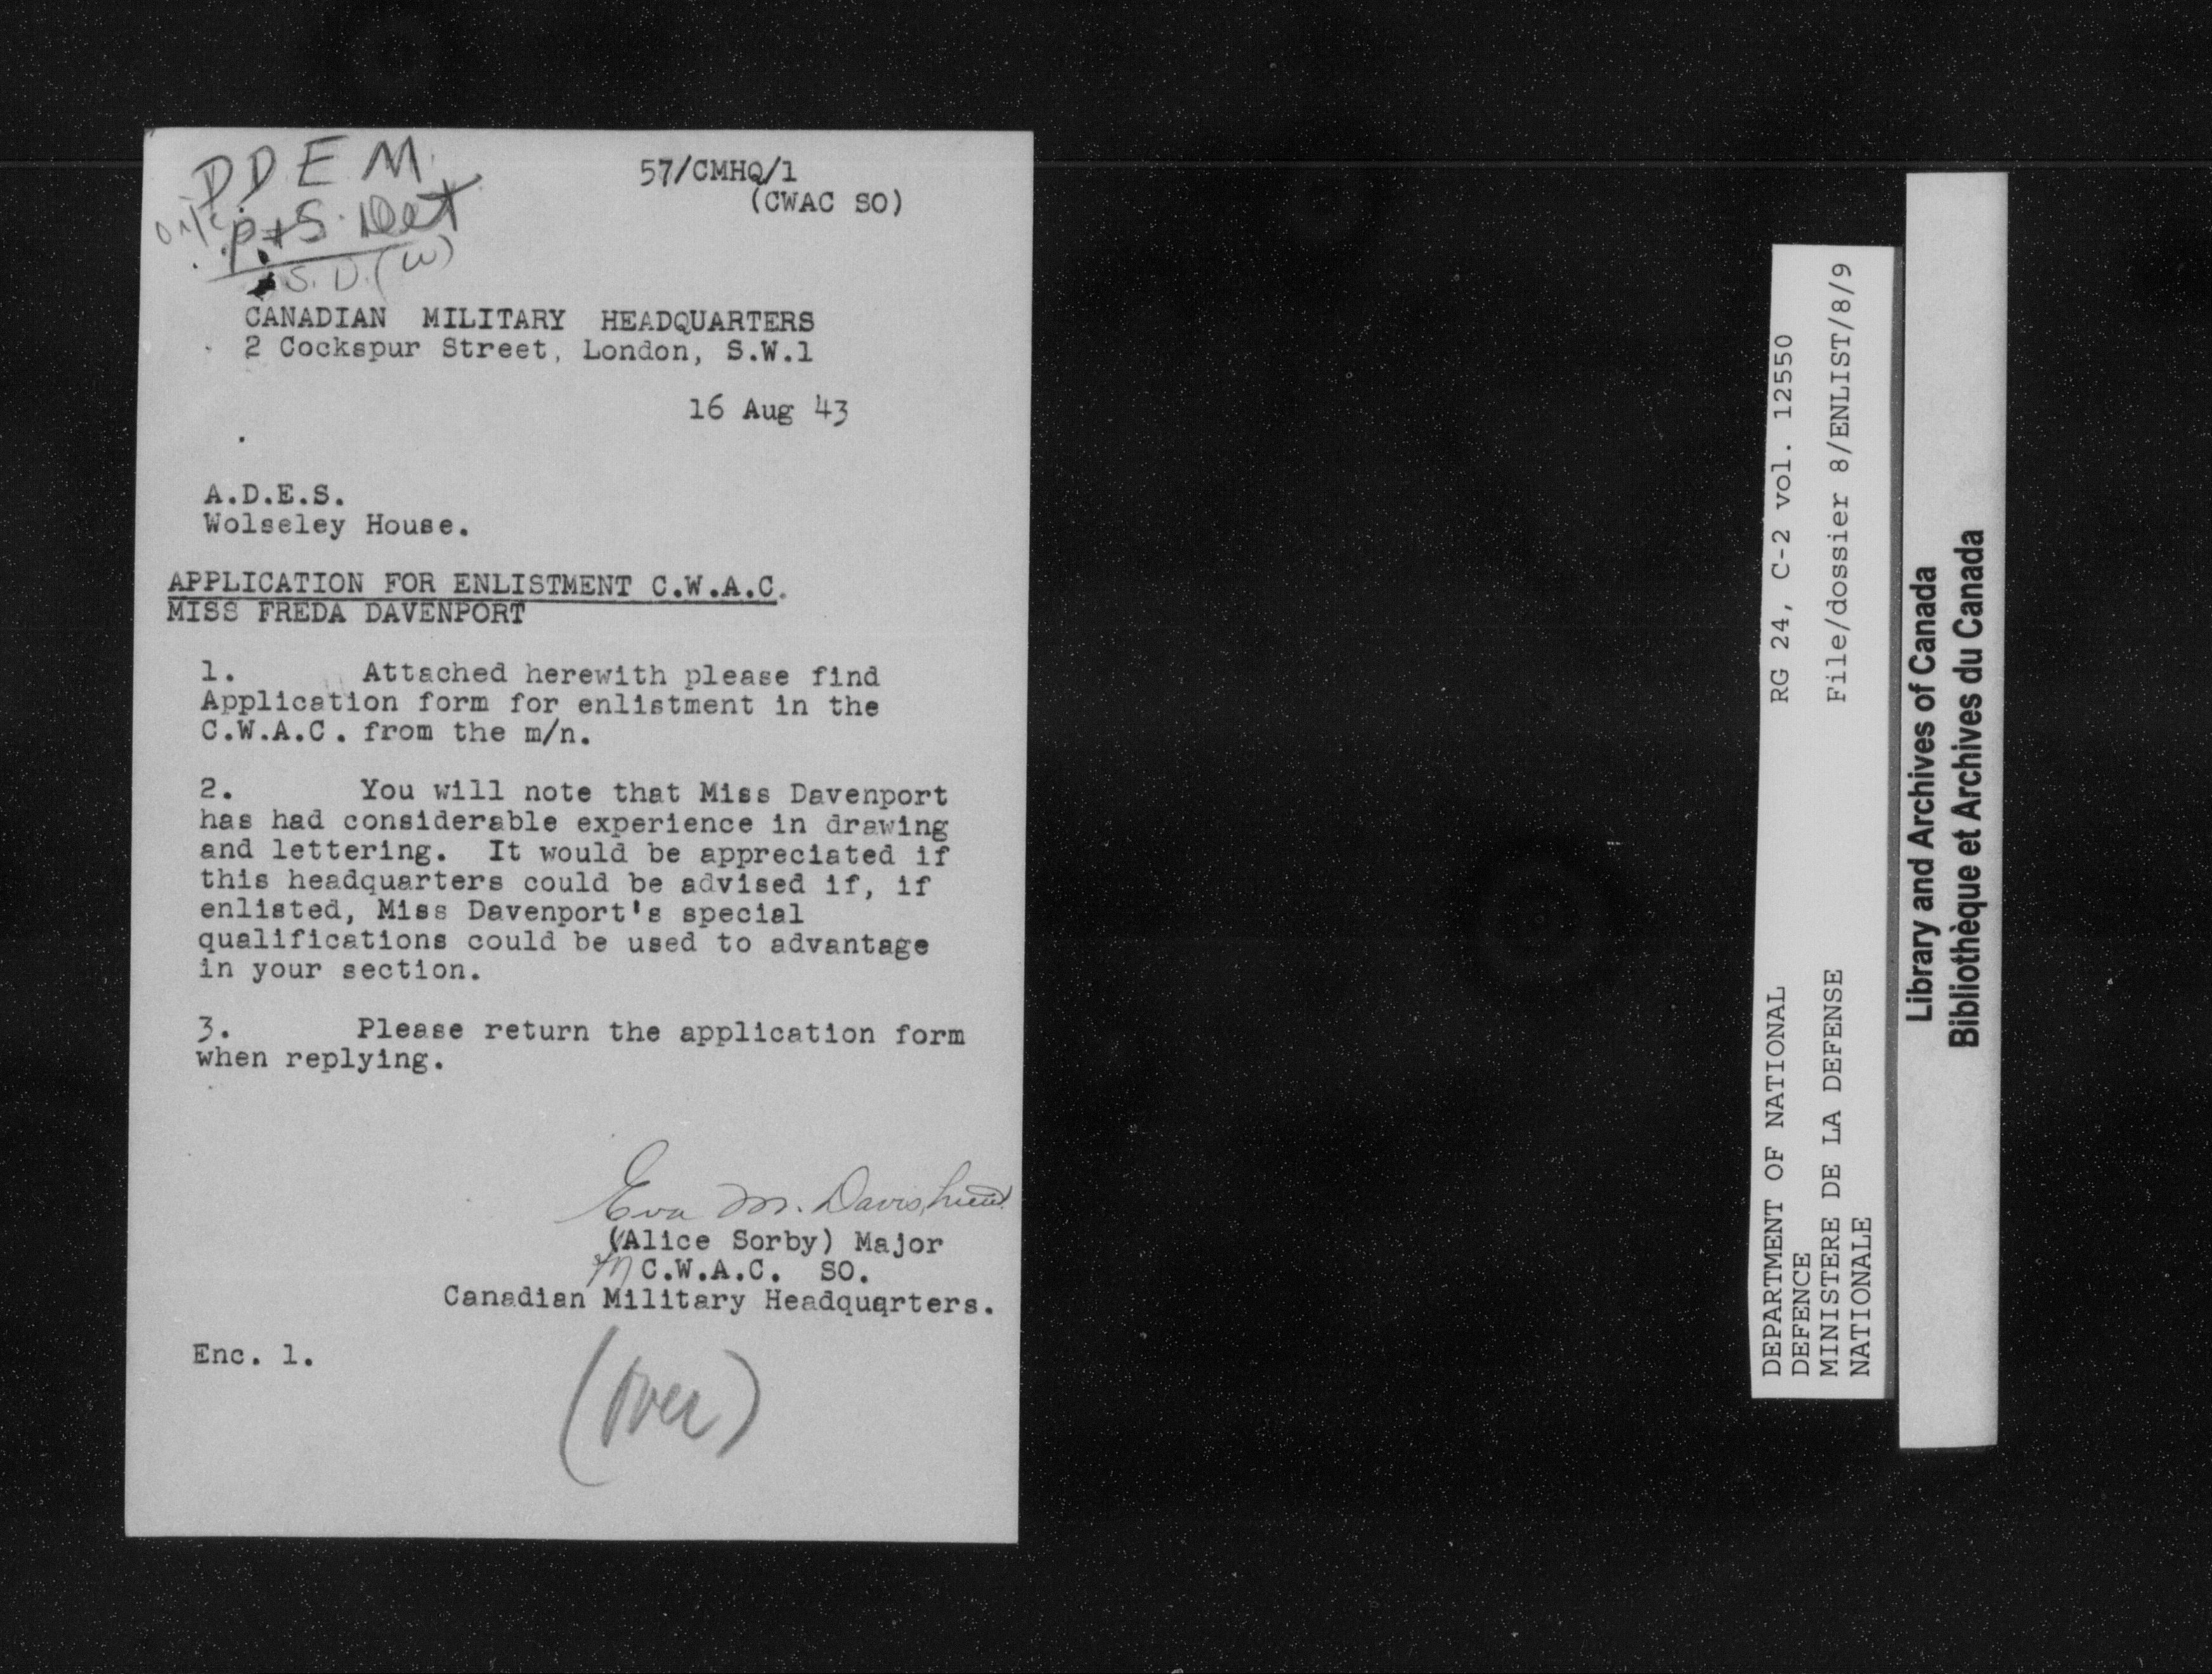 D.D.E.M.
P+S. Det
S.D.(W)
57/CMHQ/1
(CWAC SO)
CANADIAN MILITARY HEADQUARTERS
2 Cockspur Street, London, S.W.1
16 Aug 43
A.D.E.S.
Wolseley House.
APPLICATION FOR ENLISTMENT C.W.A.C.
MISS FREDA DAVENPORT
1. Attached herewith please find
Application form for enlistment in the
C.W.A.C. from the m/n.
2. You will note that Miss Davenport
has had considerable experience in drawing
and lettering. It would be appreciated if
this headquarters could be advised if, if
enlisted, Miss Davenport's special
qualifications could be used to advantage
in your section.
3. Please return the application form
when replying.
Eva M. Davis, Lieut.
(Alice Sorby) Major
C.W.A.C. SO.
Canadian Military Headquarters.
Enc. 1.
(over)
DEPARTMENT OF NATIONAL
DEFENCE
MINISTERE DE LA DEFENSE
NATIONALE
RG 24, C-2 vol. 12550
File/dossier 8/ENLIST/8/9
Library and Archives of Canada
Bibliothèque et Archives du Canada